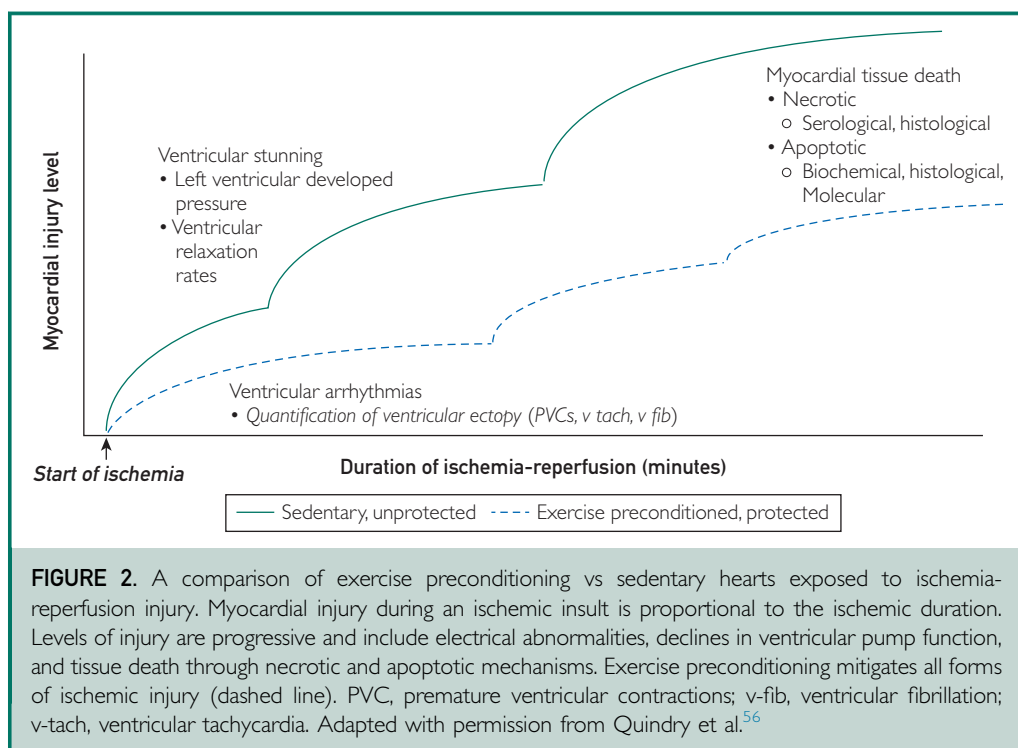 Myocardial injury level
Ventricular stunning
• Left ventricular developed
pressure
• Ventricular
relaxation
rates
Myocardial tissue death
• Necrotic
o Serological, histological
• Apoptotic
o Biochemical, histological,
Molecular
Ventricular arrhythmias
• Quantification of ventricular ectopy (PVCs, v tach, v fib)
Start of ischemia
Duration of ischemia-reperfusion (minutes)
Sedentary, unprotected
Exercise preconditioned, protected
FIGURE 2. A comparison of exercise preconditioning vs sedentary hearts exposed to ischemia-
reperfusion injury. Myocardial injury during an ischemic insult is proportional to the ischemic duration.
Levels of injury are progressive and include electrical abnormalities, declines in ventricular pump function,
and tissue death through necrotic and apoptotic mechanisms. Exercise preconditioning mitigates all forms
of ischemic injury (dashed line). PVC, premature ventricular contractions; v-fib, ventricular fibrillation;
v-tach, ventricular tachycardia. Adapted with permission from Quindry et al.56